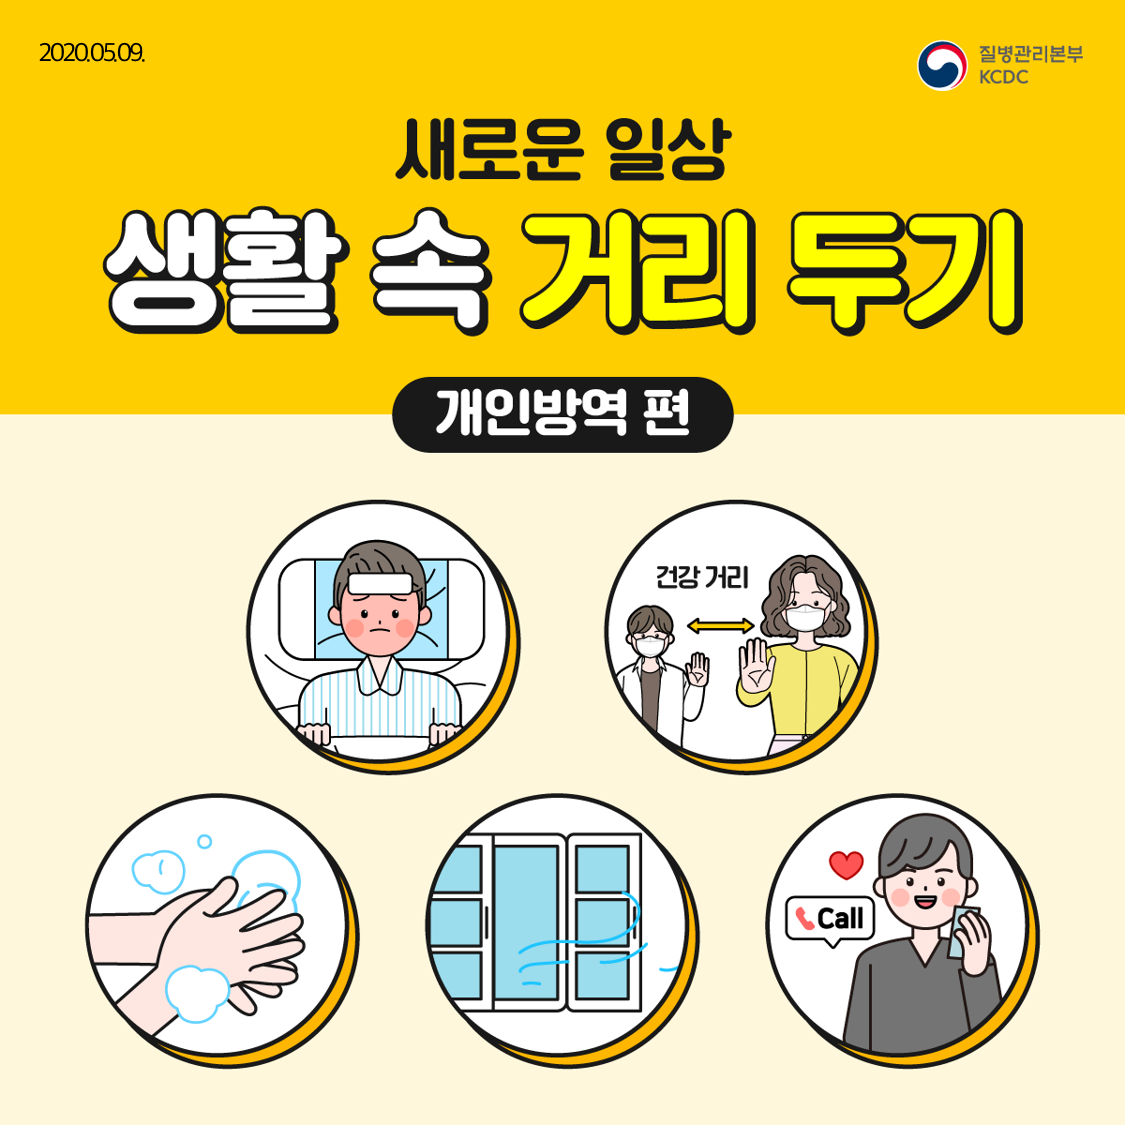 2020.05.09.
질병관리본부
KCDC
새로운 일상
생활 속 거리 두기
개인방역 편
건강 거리
Call